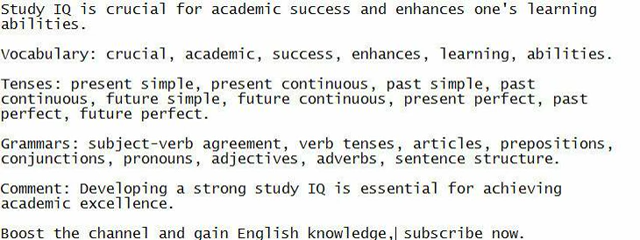 Study IQ is crucial for academic success and enhances one's learning
abilities.
Vocabulary: crucial, academic, success, enhances, learning, abilities.
Tenses: present simple, present continuous, past simple, past
continuous, future simple, future continuous, present perfect, past
perfect, future perfect.
Grammars: subject-verb agreement, verb tenses, articles, prepositions,
conjunctions, pronouns, adjectives, adverbs, sentence structure.
Comment: Developing a strong study IQ is essential for achieving
academic excellence.
Boost the channel and gain English knowledge, subscribe now.